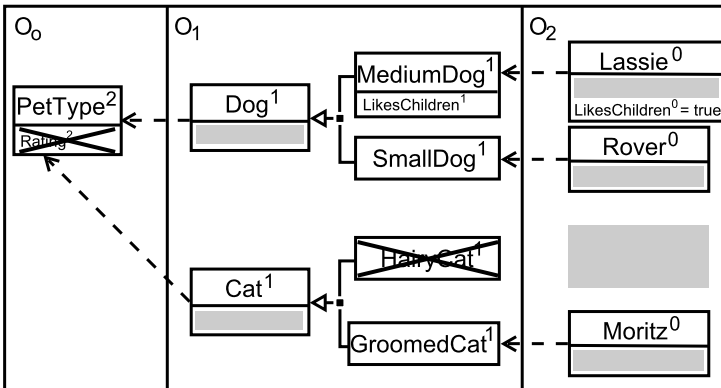 O₀
O₁
O₂
PetType²
Rating²
Dog¹
MediumDog¹
LikesChildren¹
SmallDog¹
Lassie⁰
LikesChildren⁰ = true
Rover⁰
Cat¹
HairyCat¹
GroomedCat¹
Moritz⁰